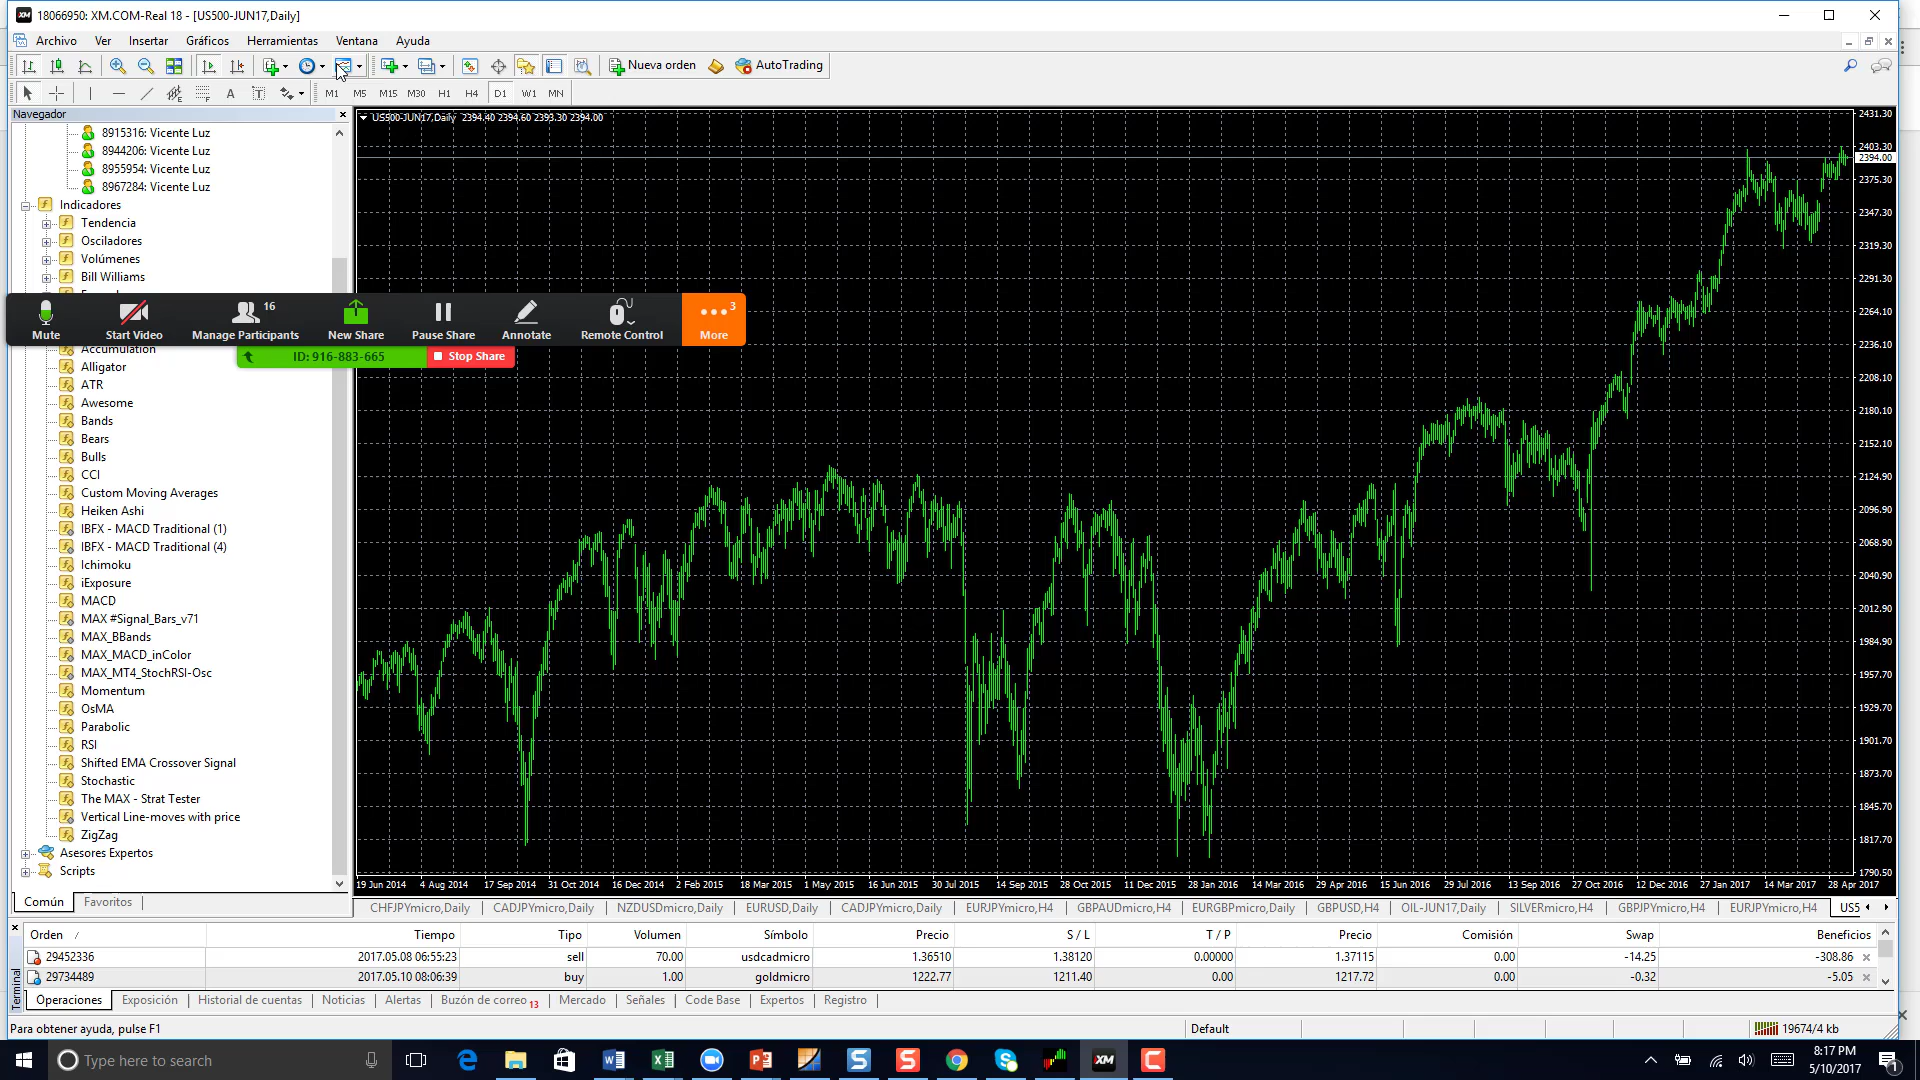 18066950: XM.COM-Real 18 - [US500-JUN17,Daily]
Archivo Ver Insertar Gráficos Herramientas Ventana Ayuda
Nueva orden AutoTrading
A T M1 M5 M15 M30 H1 H4 D1 W1 MN
Navegador
US500-JUN17,Daily 2394.40 2394.60 2393.30 2394.00
8915316: Vicente Luz
8944206: Vicente Luz
8955954: Vicente Luz
8967284: Vicente Luz
Indicadores
Tendencia
Osciladores
Volúmenes
Bill Williams
16
3
Mute Start Video Manage Participants New Share Pause Share Annotate Remote Control More
ID: 916-883-665 Stop Share
Accumulation
Alligator
ATR
Awesome
Bands
Bears
Bulls
CCI
Custom Moving Averages
Heiken Ashi
IBFX - MACD Traditional (1)
IBFX - MACD Traditional (4)
Ichimoku
iExposure
MACD
MAX #Signal_Bars_v71
MAX_BBands
MAX_MACD_inColor
MAX_MT4_StochRSI-Osc
Momentum
OsMA
Parabolic
RSI
Shifted EMA Crossover Signal
Stochastic
The MAX - Strat Tester
Vertical Line-moves with price
ZigZag
Asesores Expertos
Scripts
Común Favoritos
2431.30
2403.30
2394.00
2375.30
2347.30
2319.30
2291.30
2264.10
2236.10
2208.10
2180.10
2152.10
2124.90
2096.90
2068.90
2040.90
2012.90
1984.90
1957.70
1929.70
1901.70
1873.70
1845.70
1817.70
1790.50
19 Jun 2014 4 Aug 2014 17 Sep 2014 31 Oct 2014 16 Dec 2014 2 Feb 2015 18 Mar 2015 1 May 2015 16 Jun 2015 30 Jul 2015 14 Sep 2015 28 Oct 2015 11 Dec 2015 28 Jan 2016 14 Mar 2016 29 Apr 2016 15 Jun 2016 29 Jul 2016 13 Sep 2016 27 Oct 2016 12 Dec 2016 27 Jan 2017 14 Mar 2017 28 Apr 2017
CHFJPYmicro,Daily CADJPYmicro,Daily NZDUSDmicro,Daily EURUSD,Daily CADJPYmicro,Daily EURJPYmicro,H4 GBPAUDmicro,H4 EURGBPmicro,Daily GBPUSD,H4 OIL-JUN17,Daily SILVERmicro,H4 GBPJPYmicro,H4 EURJPYmicro,H4 US5
Orden / Tiempo Tipo Volumen Símbolo Precio S / L T / P Precio Comisión Swap Beneficios
29452336 2017.05.08 06:55:23 sell 70.00 usdcadmicro 1.36510 1.38120 0.00000 1.37115 0.00 -14.25 -308.86
29734489 2017.05.10 08:06:39 buy 1.00 goldmicro 1222.77 1211.40 0.00 1217.72 0.00 -0.32 -5.05
Terminal
Operaciones Exposición Historial de cuentas Noticias Alertas Buzón de correo 13 Mercado Señales Code Base Expertos Registro
Para obtener ayuda, pulse F1 Default 19674/4 kb
Type here to search
8:17 PM
5/10/2017
1